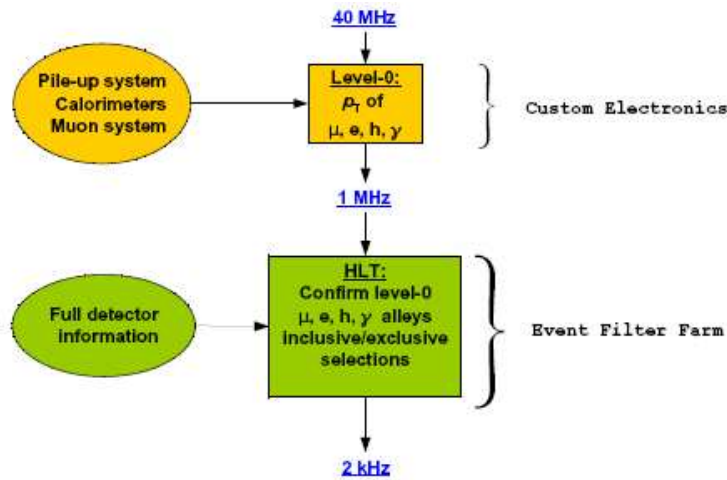 40 MHz
Pile-up system
Calorimeters
Muon system
Level-0:
pT of
μ, e, h, γ
Custom Electronics
1 MHz
Full detector
information
HLT:
Confirm level-0
μ, e, h, γ alleys
inclusive/exclusive
selections
Event Filter Farm
2 kHz